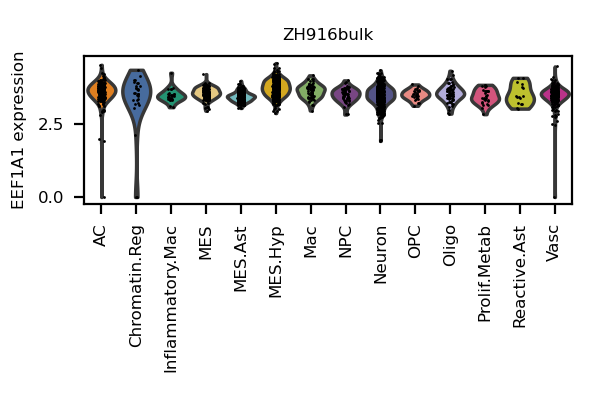 ZH916bulk
EEF1A1 expression
2.5
0.0
AC
Chromatin.Reg
Inflammatory.Mac
MES
MES.Ast
MES.Hyp
Mac
NPC
Neuron
OPC
Oligo
Prolif.Metab
Reactive.Ast
Vasc